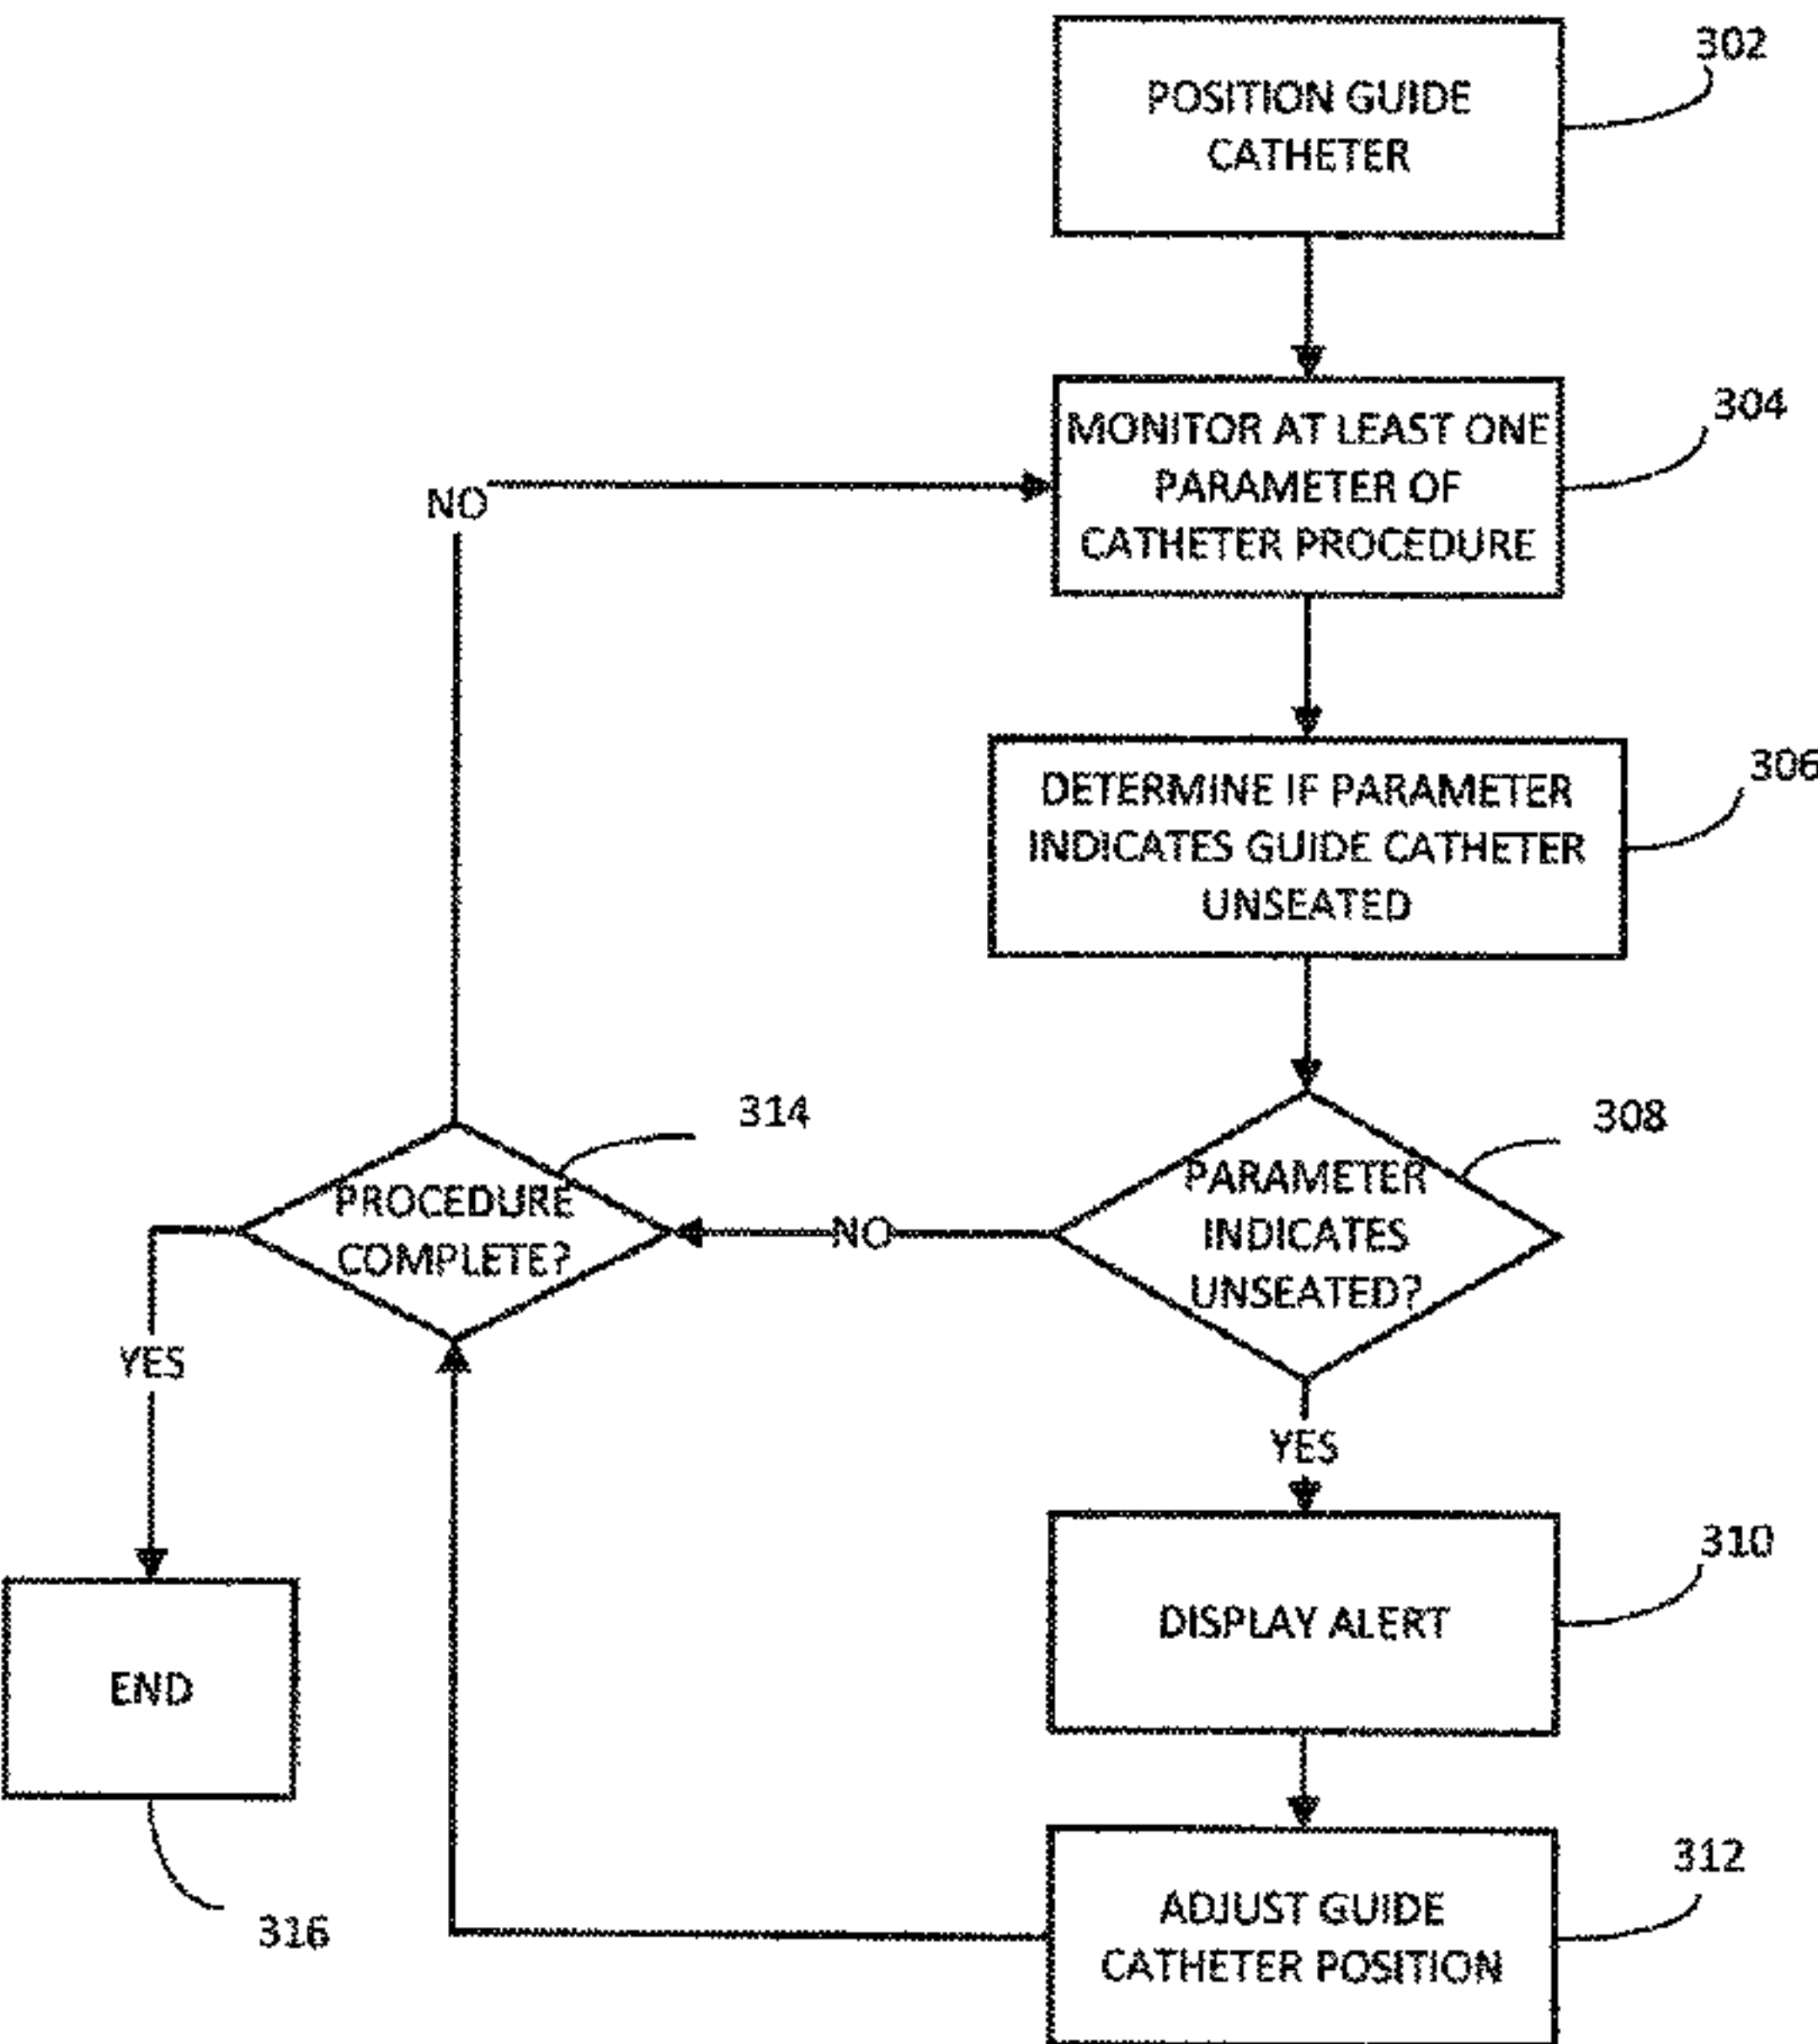 302
POSITION GUIDE
CATHETER
304
MONITOR AT LEAST ONE
PARAMETER OF
CATHETER PROCEDURE
NO
306
DETERMINE IF PARAMETER
INDICATES GUIDE CATHETER
UNSEATED
314
308
PROCEDURE
COMPLETE?
NO
PARAMETER
INDICATES
UNSEATED?
YES
YES
310
DISPLAY ALERT
END
316
312
ADJUST GUIDE
CATHETER POSITION